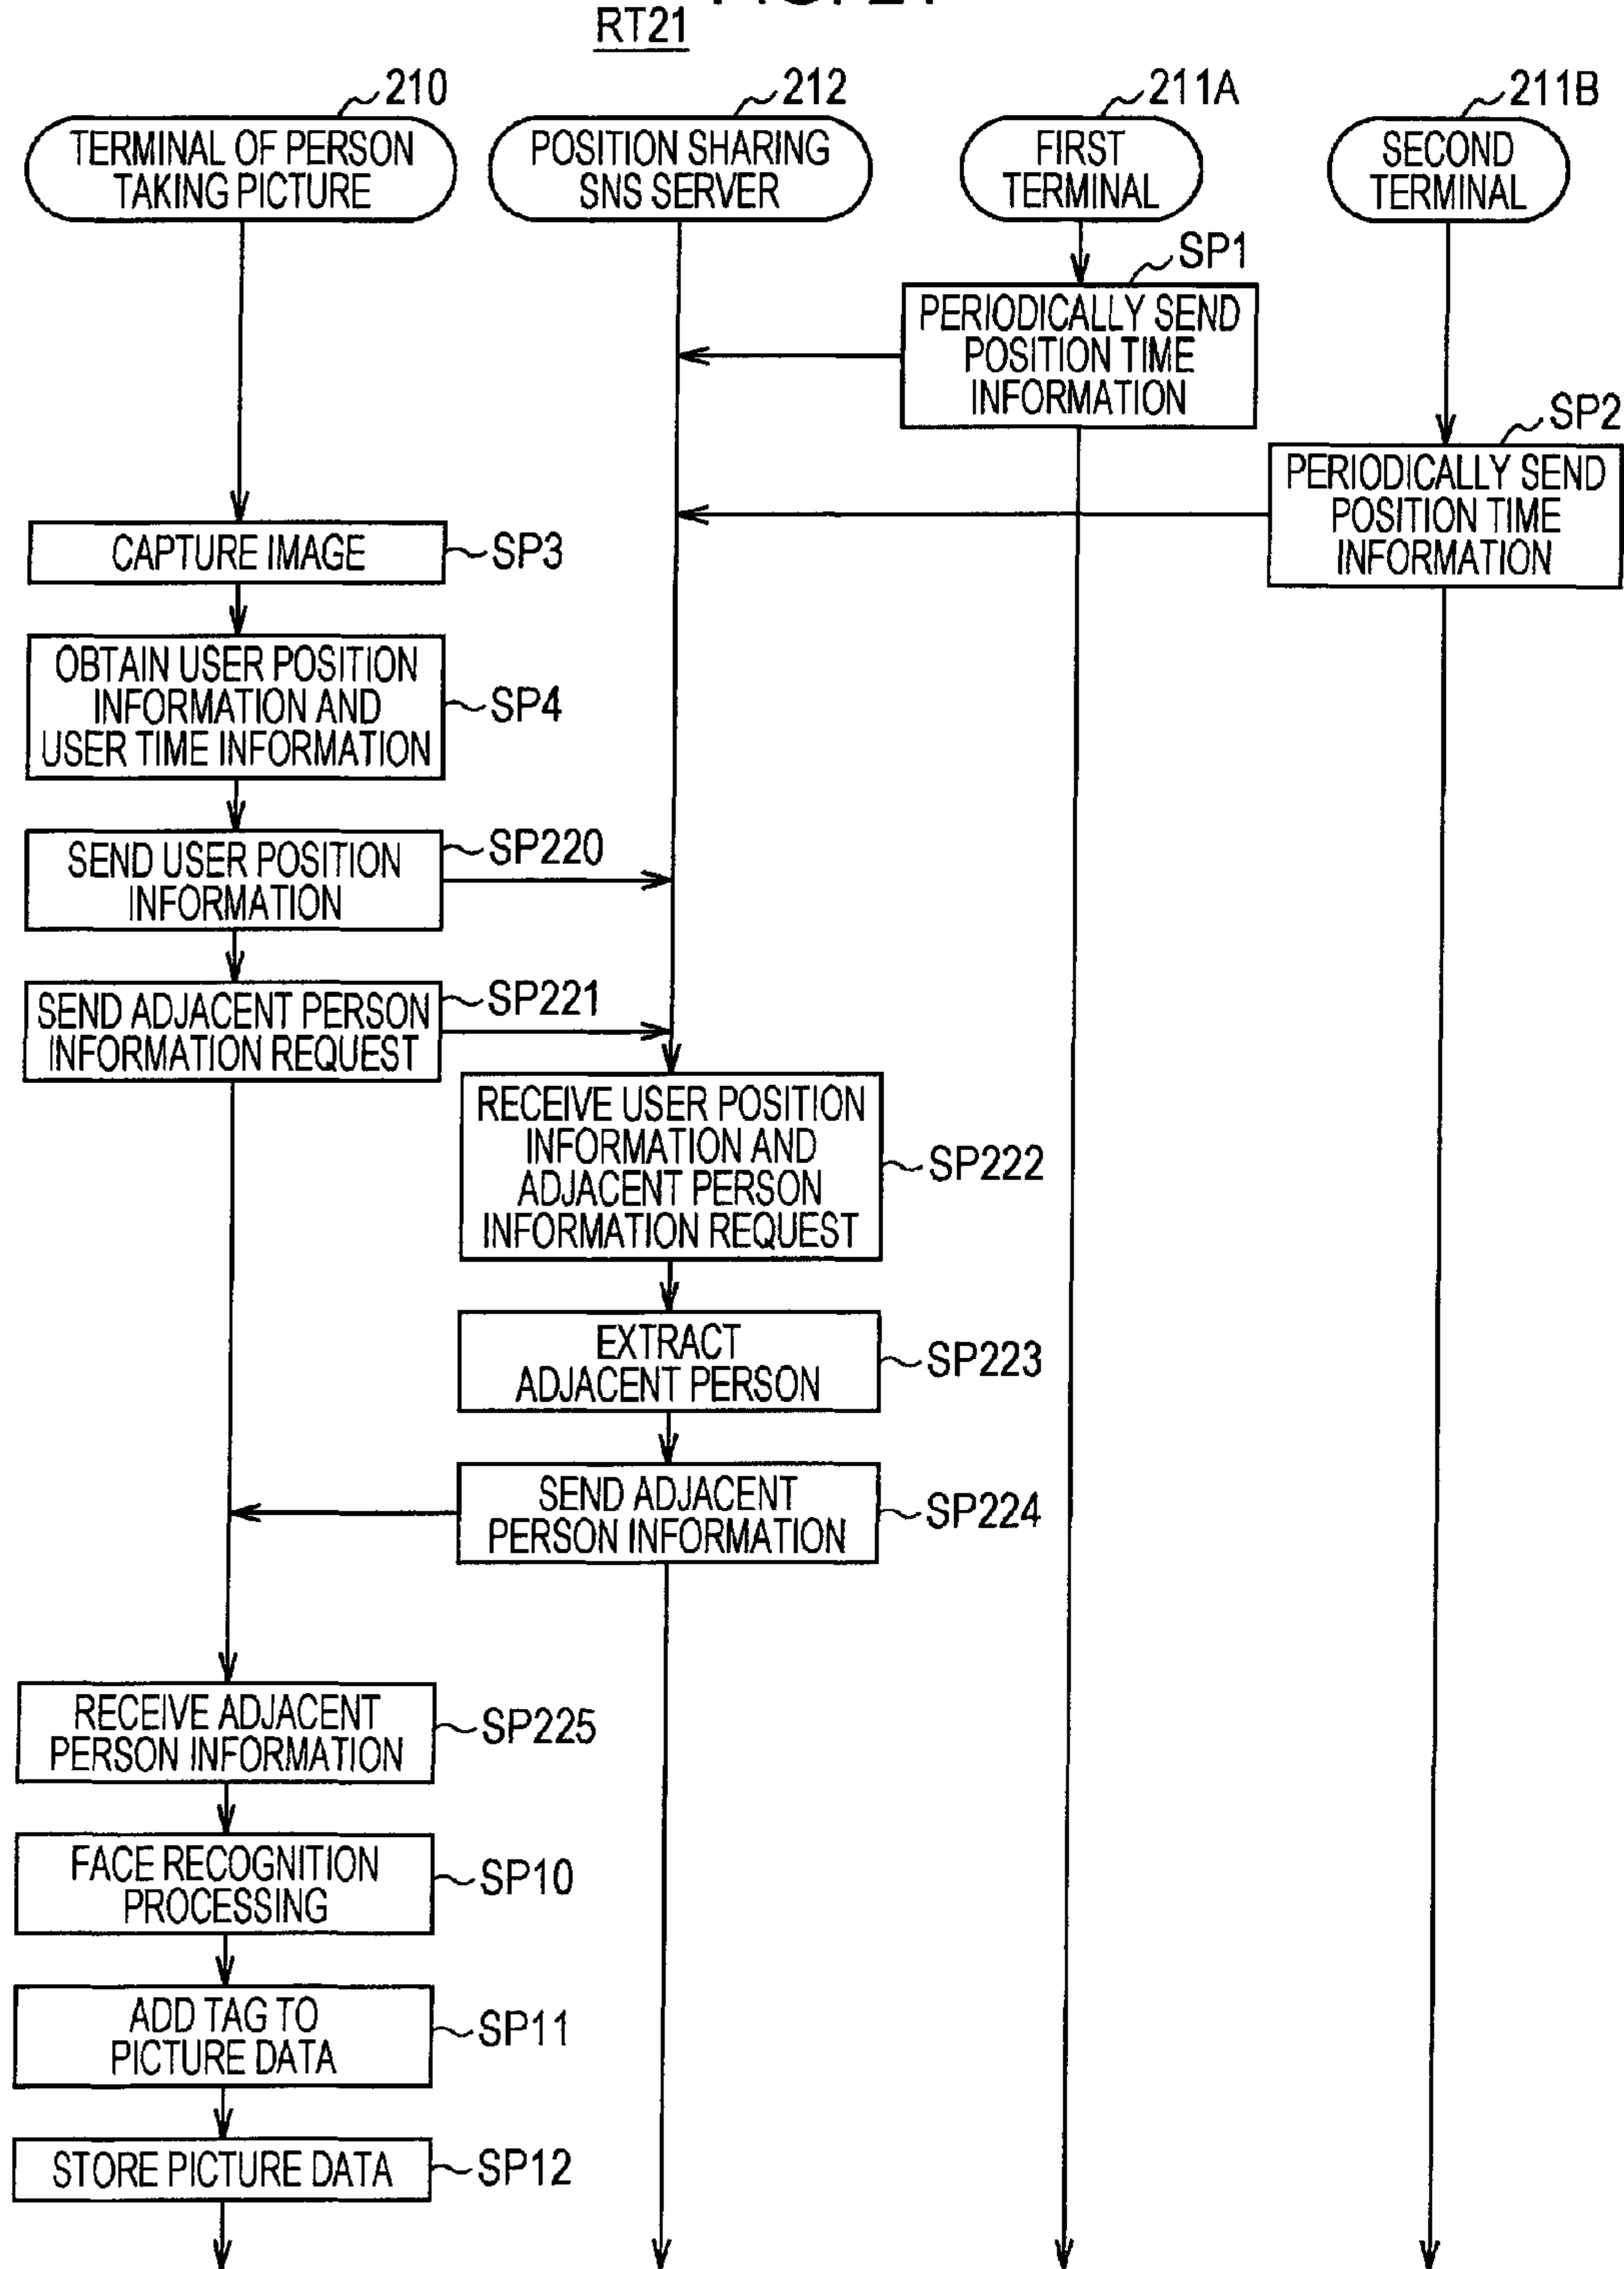 RT21
210
212
211A
211B
TERMINAL OF PERSON
TAKING PICTURE
POSITION SHARING
SNS SERVER
FIRST
TERMINAL
SECOND
TERMINAL
SP1
PERIODICALLY SEND
POSITION TIME
INFORMATION
SP2
PERIODICALLY SEND
POSITION TIME
INFORMATION
CAPTURE IMAGE
SP3
OBTAIN USER POSITION
INFORMATION AND
USER TIME INFORMATION
SP4
SEND USER POSITION
INFORMATION
SP220
SEND ADJACENT PERSON
INFORMATION REQUEST
SP221
RECEIVE USER POSITION
INFORMATION AND
ADJACENT PERSON
INFORMATION REQUEST
SP222
EXTRACT
ADJACENT PERSON
SP223
SEND ADJACENT
PERSON INFORMATION
SP224
RECEIVE ADJACENT
PERSON INFORMATION
SP225
FACE RECOGNITION
PROCESSING
SP10
ADD TAG TO
PICTURE DATA
SP11
STORE PICTURE DATA
SP12